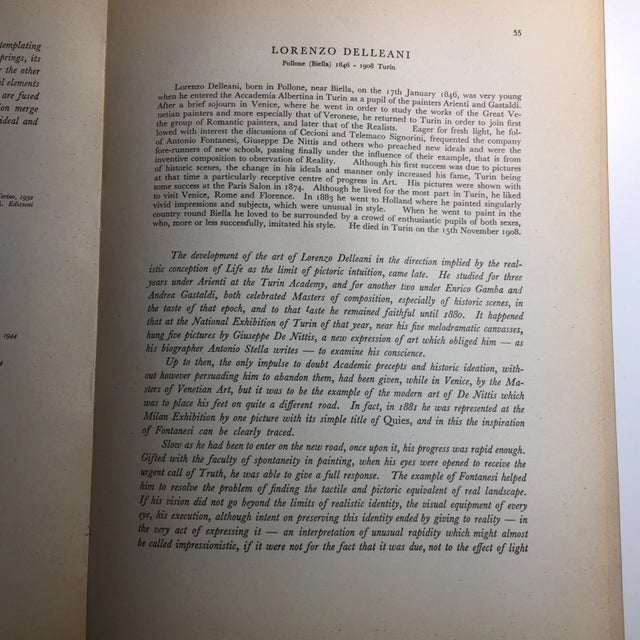 templating
prings, its
r the other
l elements
are fused
on merge
ideal and
Torino, 1932
i. Edizioni
1944
55
LORENZO DELLEANI
Pollone (Biella) 1846 - 1908 Turin
Lorenzo Delleani, born in Pollone, near Biella, on the 17th January 1846, was very young
when he entered the Accademia Albertina in Turin as a pupil of the painters Arienti and Gastaldi.
After a brief sojourn in Venice, where he went in order to study the works of the Great Ve-
netian painters and more especially that of Veronese, he returned to Turin in order to join first
the group of Romantic painters, and later that of the Realists. Eager for fresh light, he fol-
lowed with interest the discussions of Cecioni and Telemaco Signorini, frequented the company
of Antonio Fontanesi, Giuseppe De Nittis and others who preached new ideals and were the
fore-runners of new schools, passing finally under the influence of their example, that is from
inventive composition to observation of Reality. Although his first success was due to pictures
of historic scenes, the change in his ideals and manner only increased his fame, Turin being
at that time a particularly receptive centre of progress in Art. His pictures were shown with
some success at the Paris Salon in 1874. Although he lived for the most part in Turin, he liked
to visit Venice, Rome and Florence. In 1883 he went to Holland where he painted singularly
vivid impressions and subjects, which were unusual in style. When he went to paint in the
country round Biella he loved to be surrounded by a crowd of enthusiastic pupils of both sexes,
who, more or less successfully, imitated his style. He died in Turin on the 15th November 1908.
The development of the art of Lorenzo Delleani in the direction implied by the real-
istic conception of Life as the limit of pictoric intuition, came late. He studied for three
years under Arienti at the Turin Academy, and for another two under Enrico Gamba and
Andrea Gastaldi, both celebrated Masters of composition, especially of historic scenes, in
the taste of that epoch, and to that taste he remained faithful until 1880. It happened
that at the National Exhibition of Turin of that year, near his five melodramatic canvasses,
hung five pictures by Giuseppe De Nittis, a new expression of art which obliged him — as
his biographer Antonio Stella writes — to examine his conscience.
Up to then, the only impulse to doubt Academic precepts and historic ideation, with-
out however persuading him to abandon them, had been given, while in Venice, by the Ma-
sters of Venetian Art, but it was to be the example of the modern art of De Nittis which
was to place his feet on quite a different road. In fact, in 1881 he was represented at the
Milan Exhibition by one picture with its simple title of Quies, and in this the inspiration
of Fontanesi can be clearly traced.
Slow as he had been to enter on the new road, once upon it, his progress was rapid enough.
Gifted with the faculty of spontaneity in painting, when his eyes were opened to receive the
urgent call of Truth, he was able to give a full response. The example of Fontanesi helped
him to resolve the problem of finding the tactile and pictoric equivalent of real landscape.
If his vision did not go beyond the limits of realistic identity, the visual equipment of every
eye, his execution, although intent on preserving this identity ended by giving to reality — in
the very act of expressing it — an interpretation of unusual rapidity which might almost
be called impressionistic, if it were not for the fact that it was due, not to the effect of light